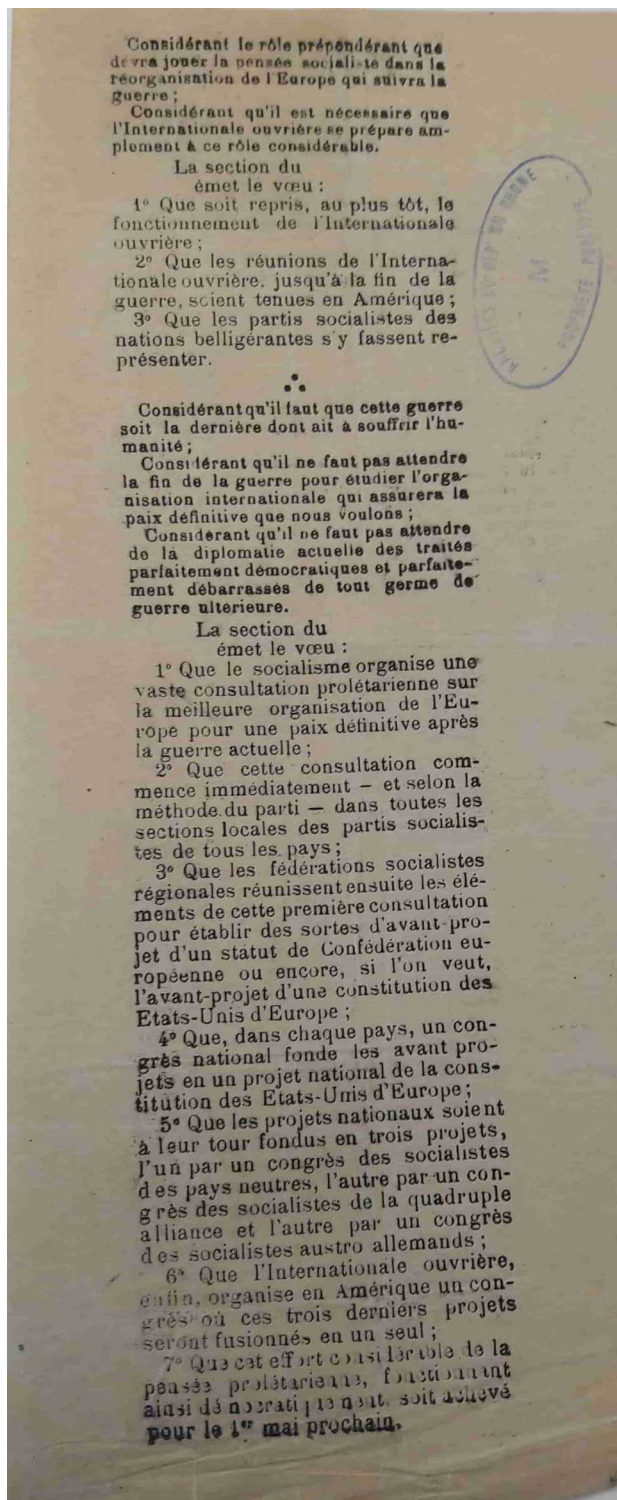 Considérant le rôle prépondérant que
devra jouer la pensée socialiste dans la
réorganisation de l'Europe qui suivra la
guerre ;
Considérant qu'il est nécessaire que
l'Internationale ouvrière se prépare am-
plement à ce rôle considérable.
La section du
émet le vœu :
1º Que soit repris, au plus tôt, le
fonctionnement de l'Internationale
ouvrière ;
2º Que les réunions de l'Interna-
tionale ouvrière, jusqu'à la fin de la
guerre, soient tenues en Amérique ;
3º Que les partis socialistes des
nations belligérantes s'y fassent re-
présenter.
Considérant qu'il faut que cette guerre
soit la dernière dont ait à souffrir l'hu-
manité ;
Considérant qu'il ne faut pas attendre
la fin de la guerre pour étudier l'orga-
nisation internationale qui assurera la
paix définitive que nous voulons ;
Considérant qu'il ne faut pas attendre
de la diplomatie actuelle des traités
parfaitement démocratiques et parfaite-
ment débarrassés de tout germe de
guerre ultérieure.
La section du
émet le vœu :
1º Que le socialisme organise une
vaste consultation prolétarienne sur
la meilleure organisation de l'Eu-
rope pour une paix définitive après
la guerre actuelle ;
2º Que cette consultation com-
mence immédiatement — et selon la
méthode du parti — dans toutes les
sections locales des partis socialis-
tes de tous les pays ;
3º Que les fédérations socialistes
régionales réunissent ensuite les élé-
ments de cette première consultation
pour établir des sortes d'avant-pro-
jet d'un statut de Confédération eu-
ropéenne ou encore, si l'on veut,
l'avant-projet d'une constitution des
Etats-Unis d'Europe ;
4º Que, dans chaque pays, un con-
grès national fonde les avant pro-
jets en un projet national de la cons-
titution des Etats-Unis d'Europe ;
5º Que les projets nationaux soient
à leur tour fondus en trois projets,
l'un par un congrès des socialistes
des pays neutres, l'autre par un con-
grès des socialistes de la quadruple
alliance et l'autre par un congrès
des socialistes austro allemands ;
6º Que l'Internationale ouvrière,
enfin, organise en Amérique un con-
grès où ces trois derniers projets
seront fusionnés en un seul ;
7º Que cet effort considérable de la
pensée prolétarienne, fonctionnant
ainsi démocratiquement, soit achevé
pour le 1er mai prochain.
DU RHONE
M
PROPRIÉTÉ